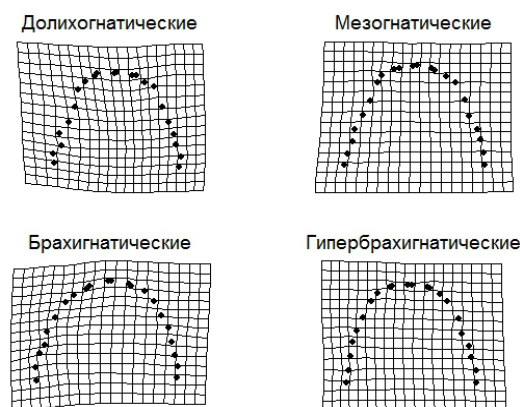 Долихогнатические
Мезогнатические
Брахигнатические
Гипербрахигнатические